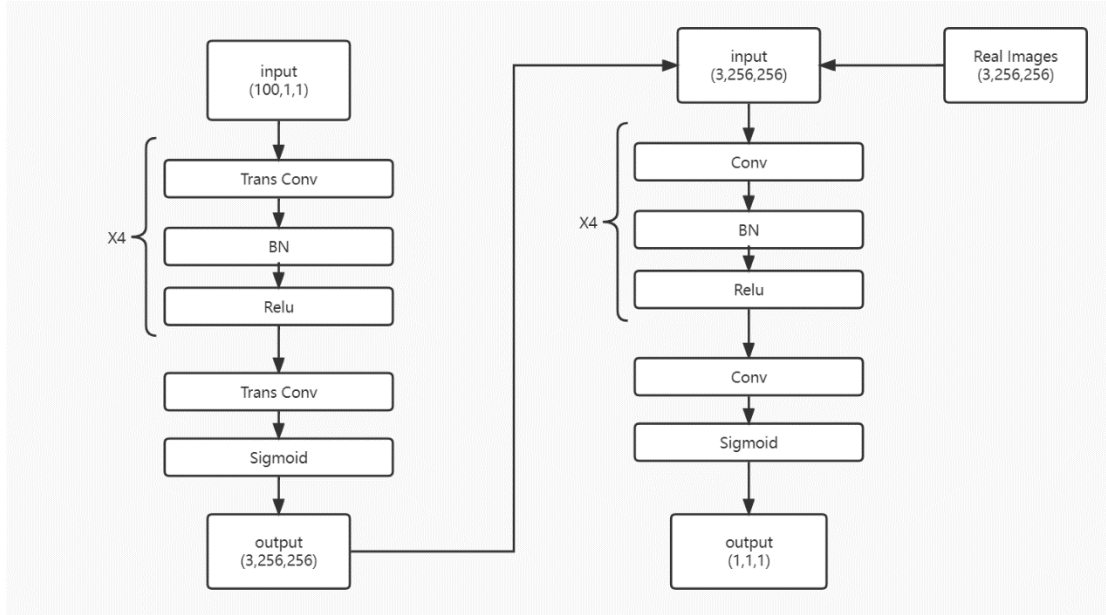 input
(100,1,1)
X4
Trans Conv
BN
Relu
Trans Conv
Sigmoid
output
(3,256,256)
input
(3,256,256)
Real Images
(3,256,256)
X4
Conv
BN
Relu
Conv
Sigmoid
output
(1,1,1)